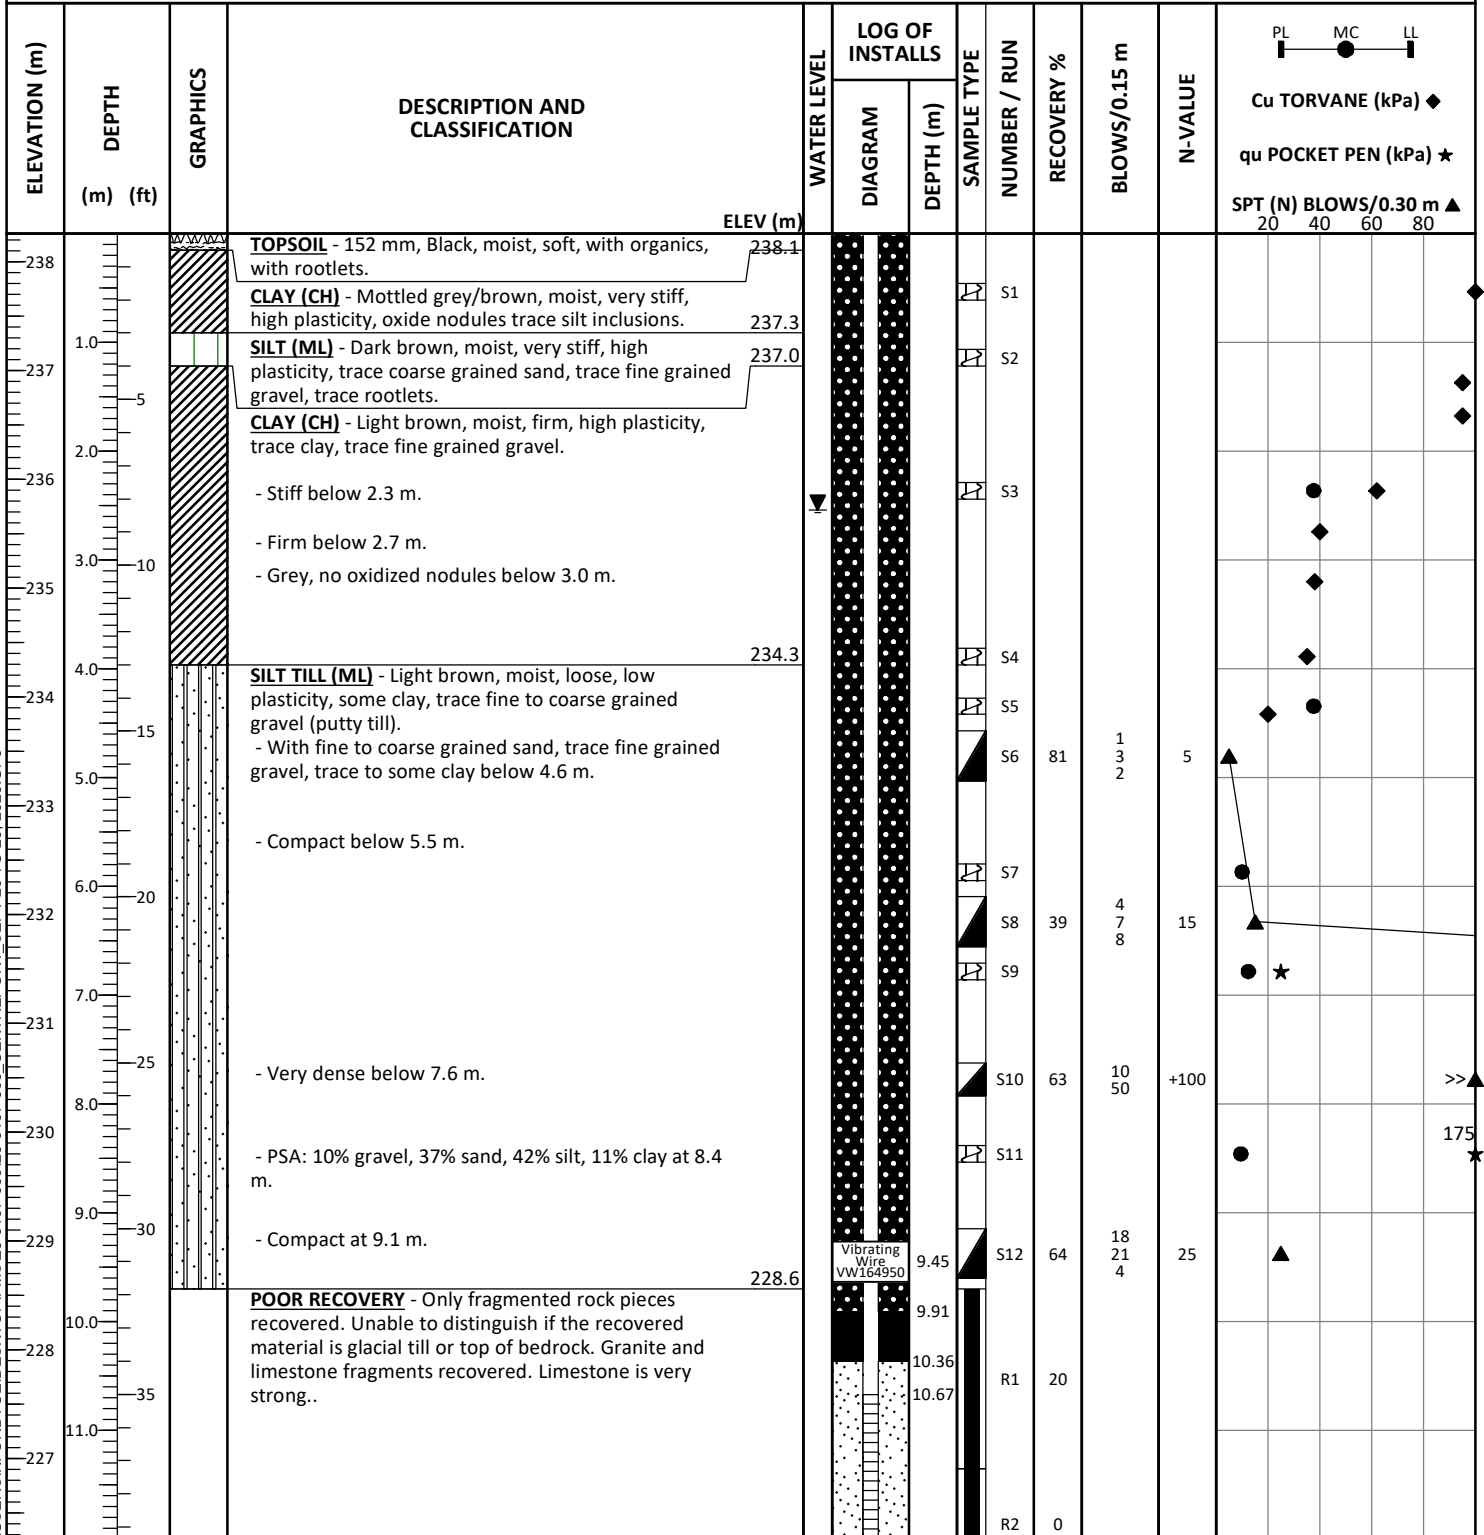 ELEVATION (m)
DEPTH
(m) (ft)
GRAPHICS
DESCRIPTION AND
CLASSIFICATION
ELEV (m)
WATER LEVEL
LOG OF
INSTALLS
DIAGRAM
DEPTH (m)
SAMPLE TYPE
NUMBER / RUN
RECOVERY %
BLOWS/0.15 m
N-VALUE
PL MC LL
Cu TORVANE (kPa)
qu POCKET PEN (kPa)
SPT (N) BLOWS/0.30 m
20 40 60 80
238
237
236
235
234
233
232
231
230
229
228
227
1.0
2.0
3.0
4.0
5.0
6.0
7.0
8.0
9.0
10.0
11.0
5
10
15
20
25
30
35
TOPSOIL - 152 mm, Black, moist, soft, with organics,
with rootlets.
238.1
CLAY (CH) - Mottled grey/brown, moist, very stiff,
high plasticity, oxide nodules trace silt inclusions.
237.3
SILT (ML) - Dark brown, moist, very stiff, high
plasticity, trace coarse grained sand, trace fine grained
gravel, trace rootlets.
237.0
CLAY (CH) - Light brown, moist, firm, high plasticity,
trace clay, trace fine grained gravel.
- Stiff below 2.3 m.
- Firm below 2.7 m.
- Grey, no oxidized nodules below 3.0 m.
234.3
SILT TILL (ML) - Light brown, moist, loose, low
plasticity, some clay, trace fine to coarse grained
gravel (putty till).
- With fine to coarse grained sand, trace fine grained
gravel, trace to some clay below 4.6 m.
- Compact below 5.5 m.
- Very dense below 7.6 m.
- PSA: 10% gravel, 37% sand, 42% silt, 11% clay at 8.4
m.
- Compact at 9.1 m.
228.6
POOR RECOVERY - Only fragmented rock pieces
recovered. Unable to distinguish if the recovered
material is glacial till or top of bedrock. Granite and
limestone fragments recovered. Limestone is very
strong..
Vibrating
Wire
VW164950
9.45
9.91
10.36
10.67
S1
S2
S3
S4
S5
S6 81
1
3
2
5
S7
S8 39
4
7
8
15
S9
S10 63
10
50
+100
>>
S11
175
S12 64
18
21
4
25
R1 20
R2 0